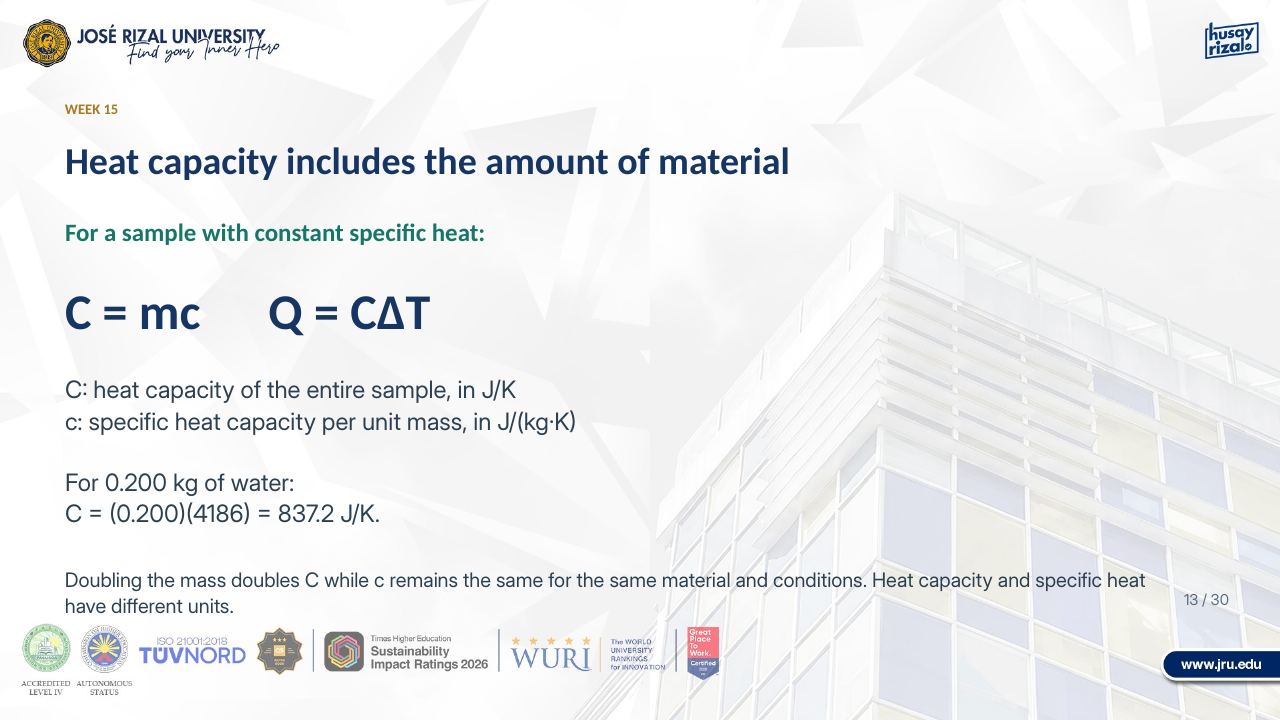 JOSÉ RIZAL UNIVERSITY
Find your Inner Hero
husay
rizal
WEEK 15
Heat capacity includes the amount of material
For a sample with constant specific heat:
C = mc Q = CΔT
C: heat capacity of the entire sample, in J/K
c: specific heat capacity per unit mass, in J/(kg·K)
For 0.200 kg of water:
C = (0.200)(4186) = 837.2 J/K.
Doubling the mass doubles C while c remains the same for the same material and conditions. Heat capacity and specific heat
have different units.
13 / 30
ACCREDITED
LEVEL IV
AUTONOMOUS
STATUS
ISO 21001:2018
TÜVNORD
Times Higher Education
Sustainability
Impact Ratings 2026
WURI
The WORLD
UNIVERSITY
RANKINGS
for INNOVATION
Great
Place
To
Work.
Certified
www.jru.edu